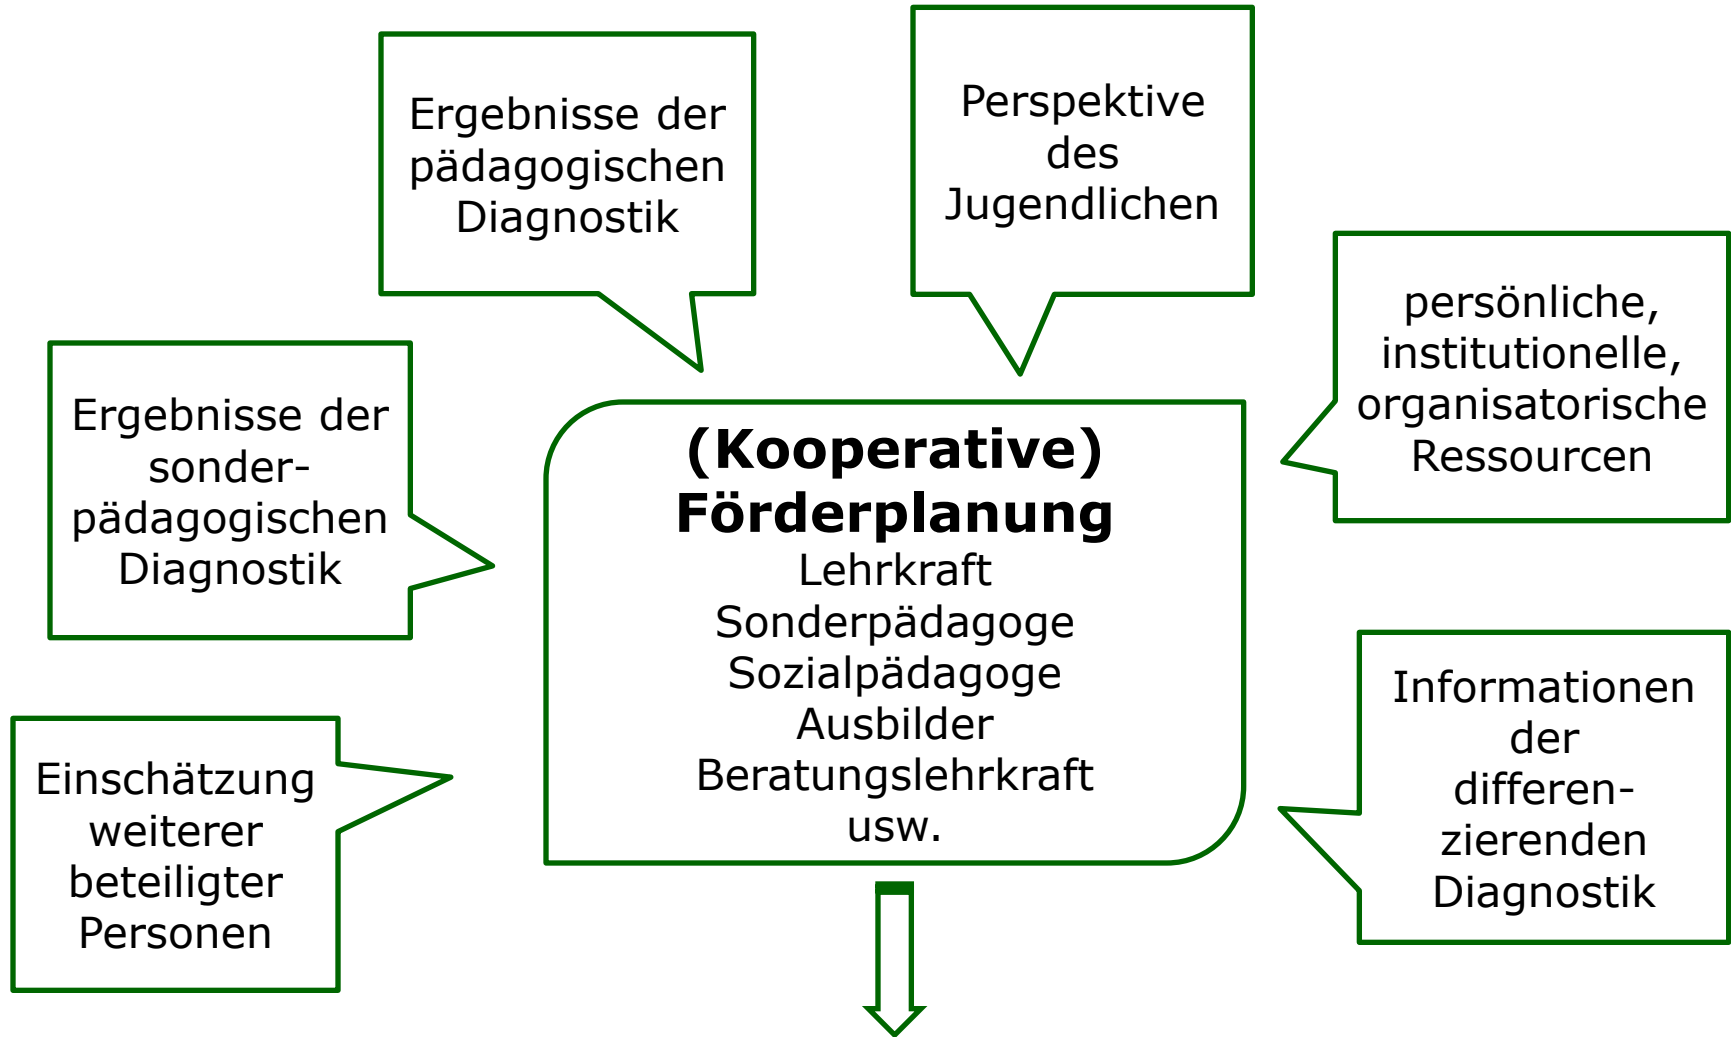 Ergebnisse der
pädagogischen
Diagnostik
Perspektive
des
Jugendlichen
persönliche,
institutionelle,
organisatorische
Ressourcen
Ergebnisse der
sonder-
pädagogischen
Diagnostik
(Kooperative)
Förderplanung
Lehrkraft
Sonderpädagoge
Sozialpädagoge
Ausbilder
Beratungslehrkraft
usw.
Informationen
der
differen-
zierenden
Diagnostik
Einschätzung
weiterer
beteiligter
Personen